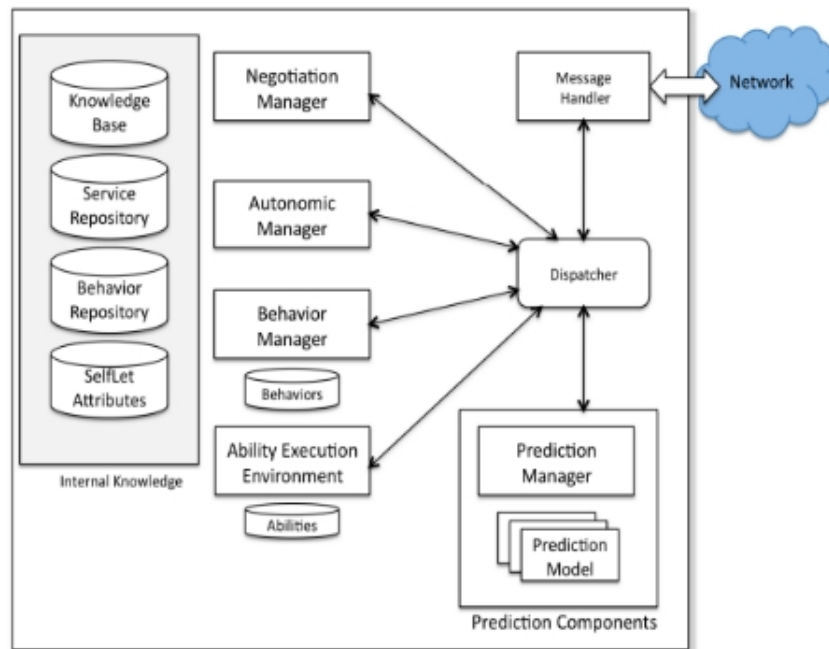 Knowledge
Base
Service
Repository
Behavior
Repository
SelfLet
Attributes
Internal Knowledge
Negotiation
Manager
Autonomic
Manager
Behavior
Manager
Behaviors
Ability Execution
Environment
Abilities
Message
Handler
Network
Dispatcher
Prediction
Manager
Prediction
Model
Prediction Components